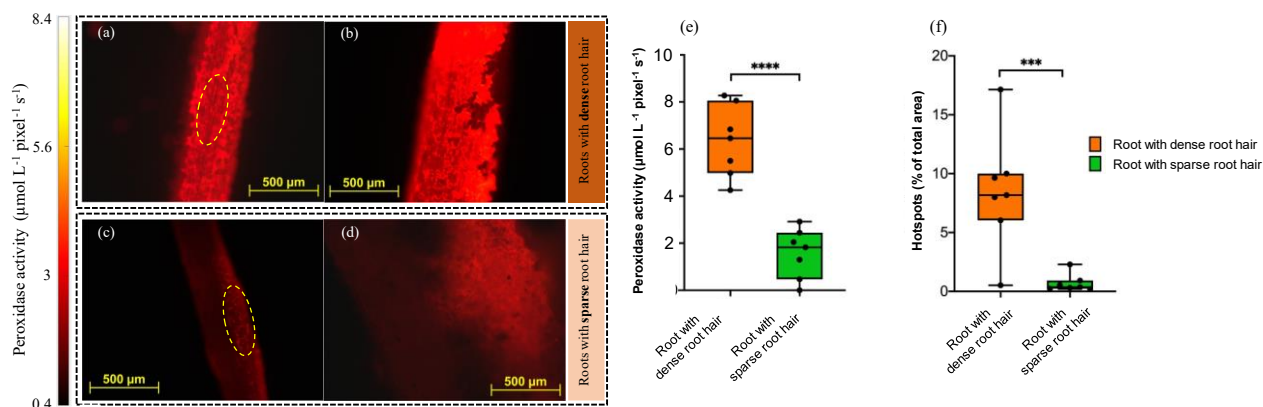 8.4
5.6
3
0.4
Peroxidase activity (µmol L⁻¹ pixel⁻¹ s⁻¹)
(a)
500 µm
(b)
500 µm
Roots with dense root hair
(c)
500 µm
(d)
500 µm
Roots with sparse root hair
(e)
Peroxidase activity (µmol L⁻¹ pixel⁻¹ s⁻¹)
10
8
6
4
2
****
Root with
dense root hair
Root with
sparse root hair
(f)
Hotspots (% of total area)
20
15
10
5
0
***
Root with
dense root hair
Root with
sparse root hair
Root with dense root hair
Root with sparse root hair